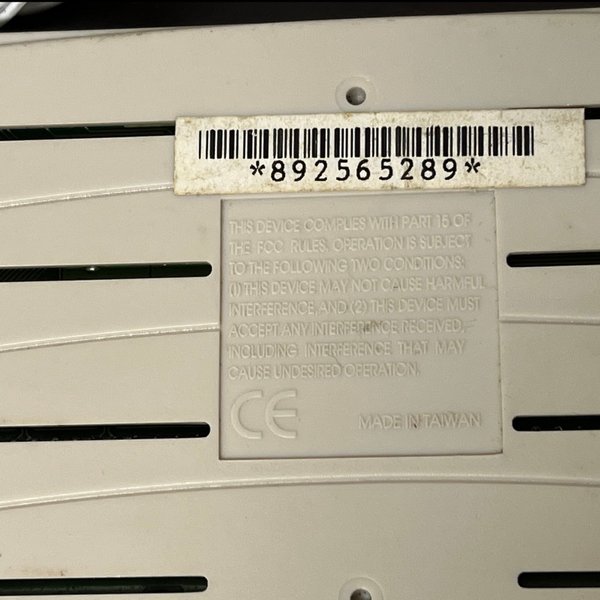 *892565289*
THIS DEVICE COMPLIES WITH PART 15 OF
THE FCC RULES. OPERATION IS SUBJECT
TO THE FOLLOWING TWO CONDITIONS:
(1) THIS DEVICE MAY NOT CAUSE HARMFUL
INTERFERENCE, AND (2) THIS DEVICE MUST
ACCEPT ANY INTERFERENCE RECEIVED,
INCLUDING INTERFERENCE THAT MAY
CAUSE UNDESIRED OPERATION.
CE MADE IN TAIWAN